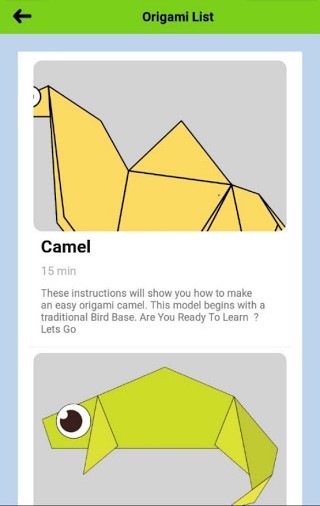 Origami List
Camel
15 min
These instructions will show you how to make
an easy origami camel. This model begins with a
traditional Bird Base. Are You Ready To Learn  ?
Lets Go